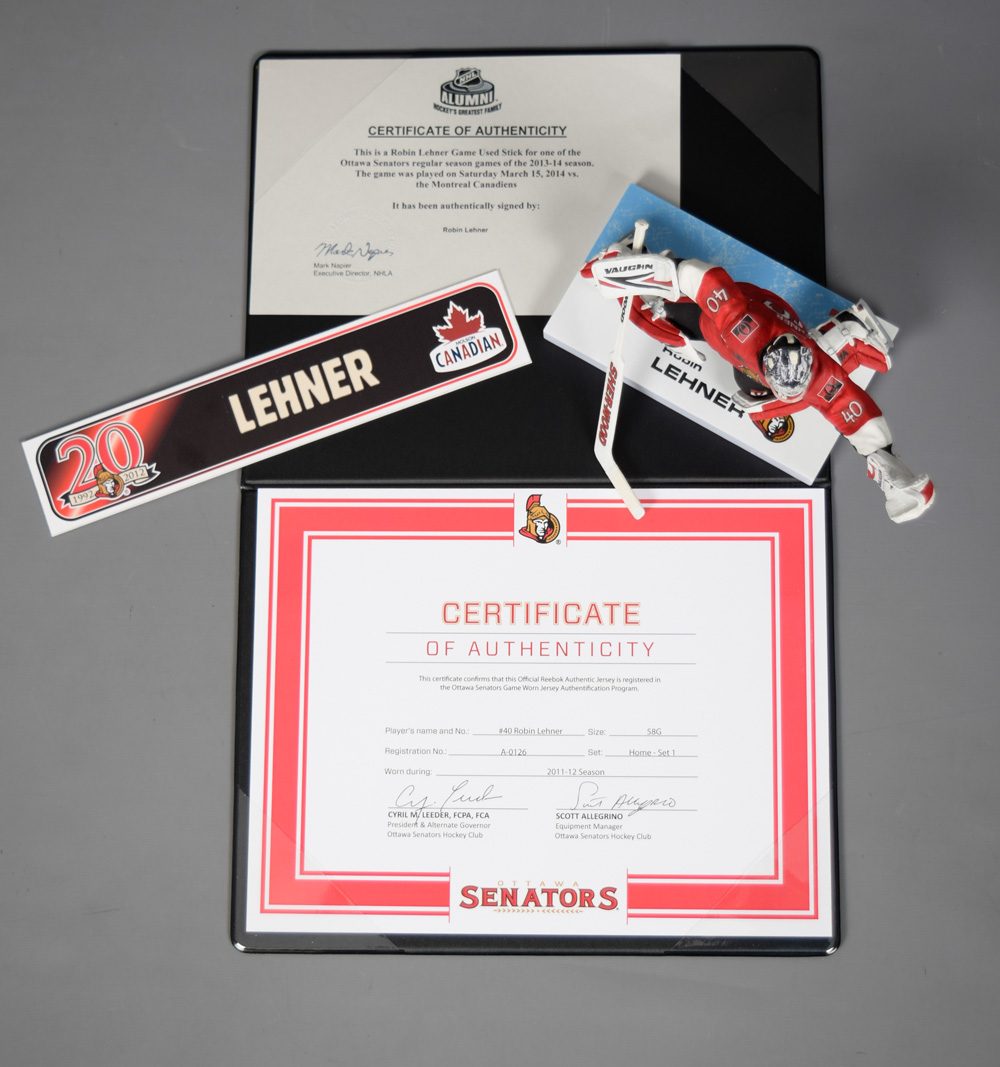 NHL
ALUMNI
HOCKEY'S GREATEST FAMILY
CERTIFICATE OF AUTHENTICITY
This is a Robin Lehner Game Used Stick for one of the
Ottawa Senators regular season games of the 2013-14 season.
The game was played on Saturday March 15, 2014 vs.
the Montreal Canadiens
It has been authentically signed by:
Robin Lehner
Mark Napier
Mark Napier
Executive Director, NHLA
VAUGHN
40
SHERWOOD
40
ROBIN
LEHNER
MOLSON
CANADIAN
LEHNER
20
1992 2012
CERTIFICATE
OF AUTHENTICITY
This certificate confirms that this Official Reebok Authentic Jersey is registered in
the Ottawa Senators Game Worn Jersey Authentification Program.
Player's name and No.: #40 Robin Lehner Size: 58G
Registration No.: A-0126 Set: Home - Set 1
Worn during: 2011-12 Season
CYRIL M. LEEDER, FCPA, FCA
President & Alternate Governor
Ottawa Senators Hockey Club
SCOTT ALLEGRINO
Equipment Manager
Ottawa Senators Hockey Club
OTTAWA
SENATORS